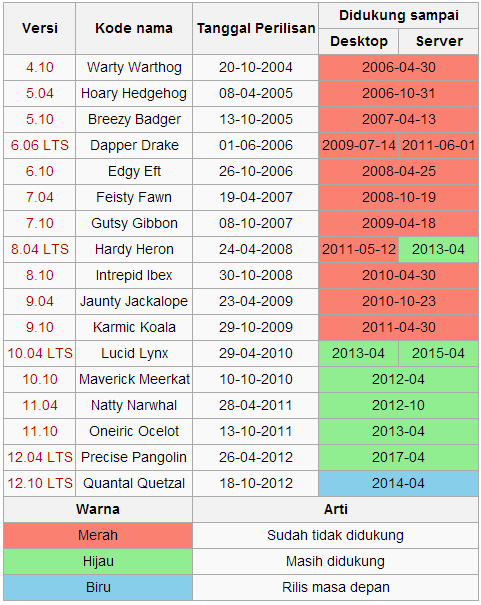 Versi Kode nama Tanggal Perilisan Didukung sampai
Desktop Server
4.10 Warty Warthog 20-10-2004 2006-04-30
5.04 Hoary Hedgehog 08-04-2005 2006-10-31
5.10 Breezy Badger 13-10-2005 2007-04-13
6.06 LTS Dapper Drake 01-06-2006 2009-07-14 2011-06-01
6.10 Edgy Eft 26-10-2006 2008-04-25
7.04 Feisty Fawn 19-04-2007 2008-10-19
7.10 Gutsy Gibbon 08-10-2007 2009-04-18
8.04 LTS Hardy Heron 24-04-2008 2011-05-12 2013-04
8.10 Intrepid Ibex 30-10-2008 2010-04-30
9.04 Jaunty Jackalope 23-04-2009 2010-10-23
9.10 Karmic Koala 29-10-2009 2011-04-30
10.04 LTS Lucid Lynx 29-04-2010 2013-04 2015-04
10.10 Maverick Meerkat 10-10-2010 2012-04
11.04 Natty Narwhal 28-04-2011 2012-10
11.10 Oneiric Ocelot 13-10-2011 2013-04
12.04 LTS Precise Pangolin 26-04-2012 2017-04
12.10 LTS Quantal Quetzal 18-10-2012 2014-04
Warna Arti
Merah Sudah tidak didukung
Hijau Masih didukung
Biru Rilis masa depan